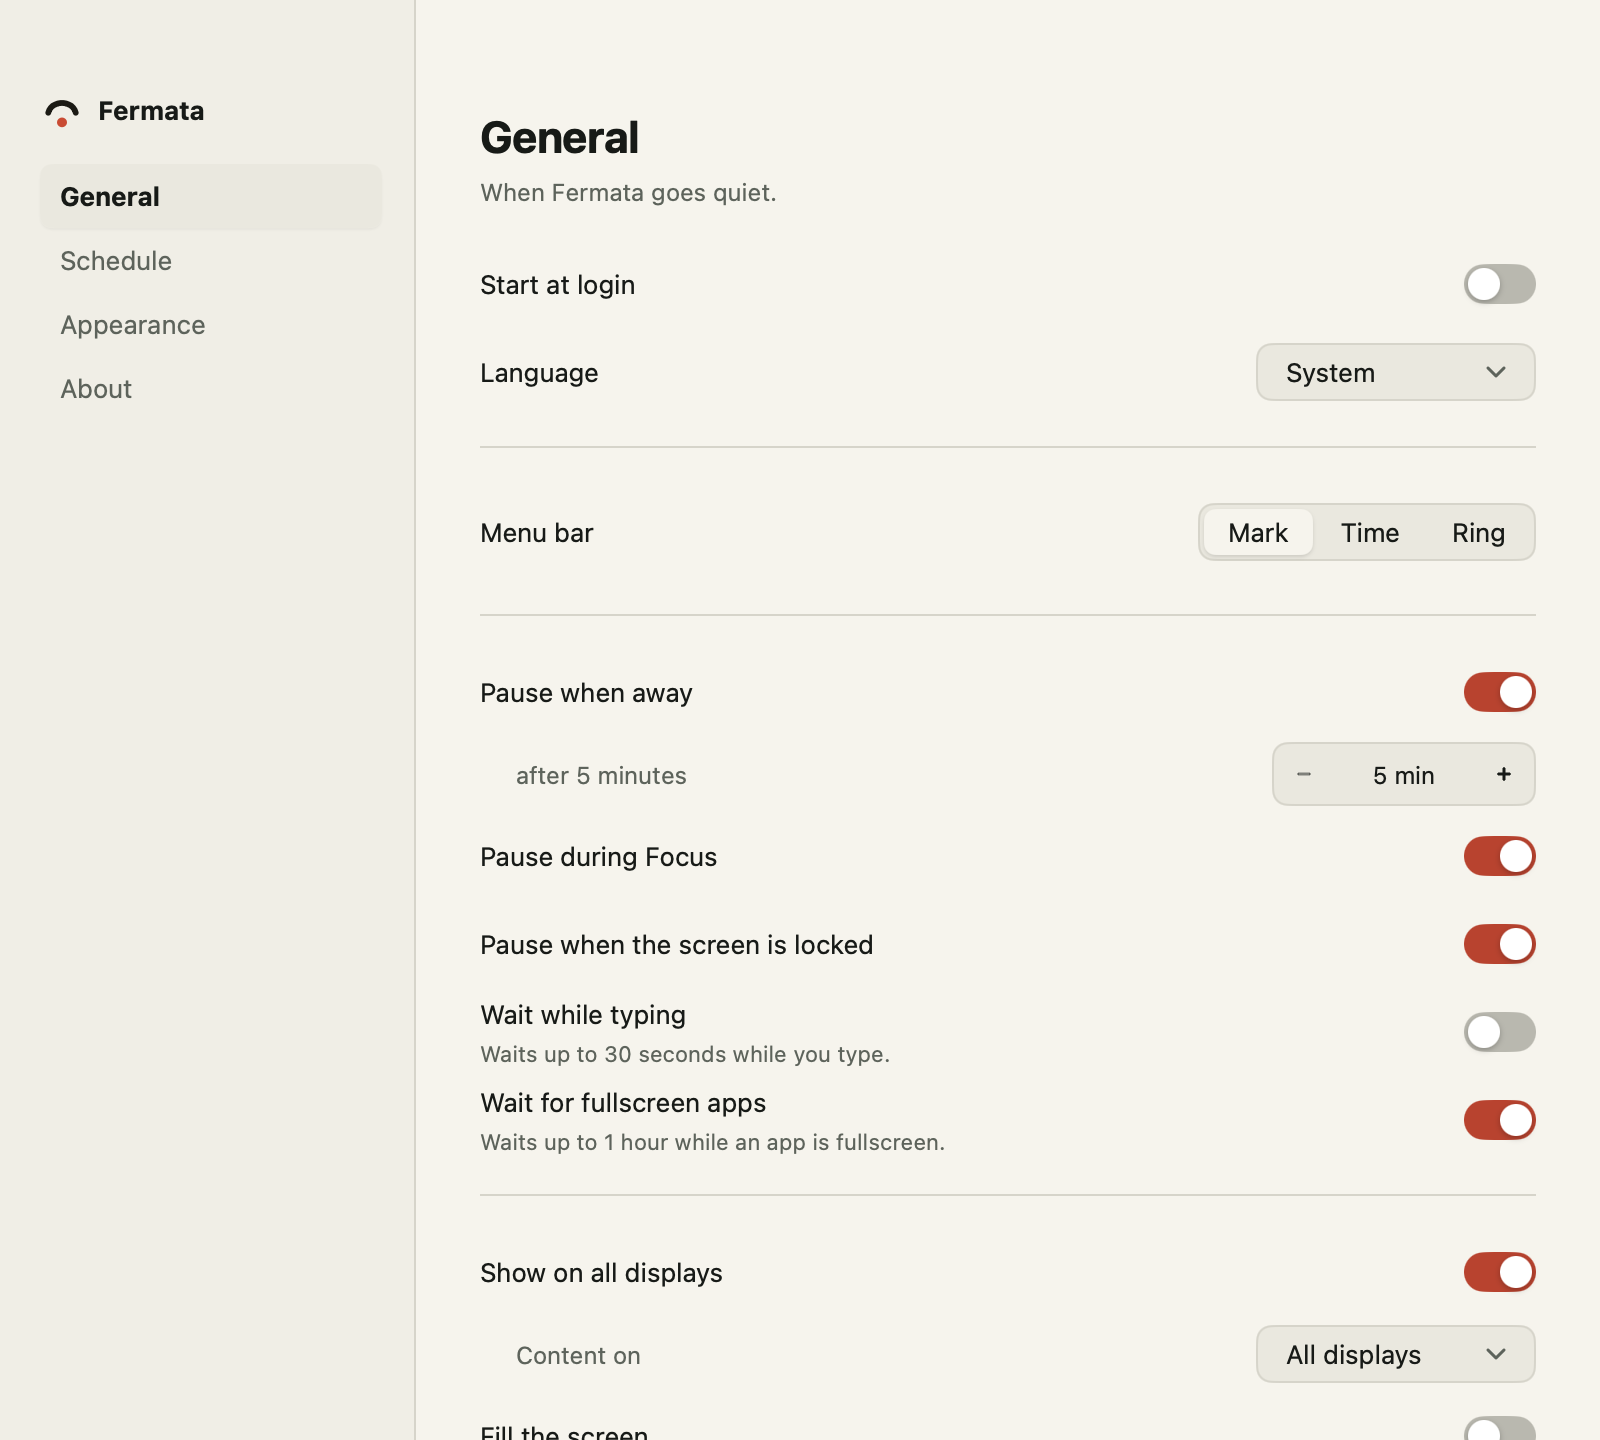 Fermata
General
Schedule
Appearance
About
General
When Fermata goes quiet.
Start at login
Language
System
Menu bar
Mark Time Ring
Pause when away
after 5 minutes
− 5 min +
Pause during Focus
Pause when the screen is locked
Wait while typing
Waits up to 30 seconds while you type.
Wait for fullscreen apps
Waits up to 1 hour while an app is fullscreen.
Show on all displays
Content on
All displays
Fill the screen